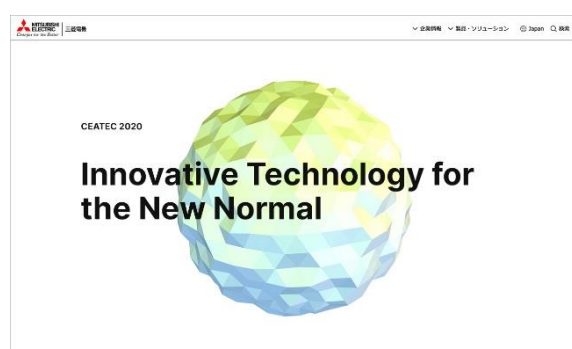 MITSUBISHI
ELECTRIC
Changes for the Better
三菱電機
企業情報 製品・ソリューション Japan 検索
CEATEC 2020
Innovative Technology for
the New Normal